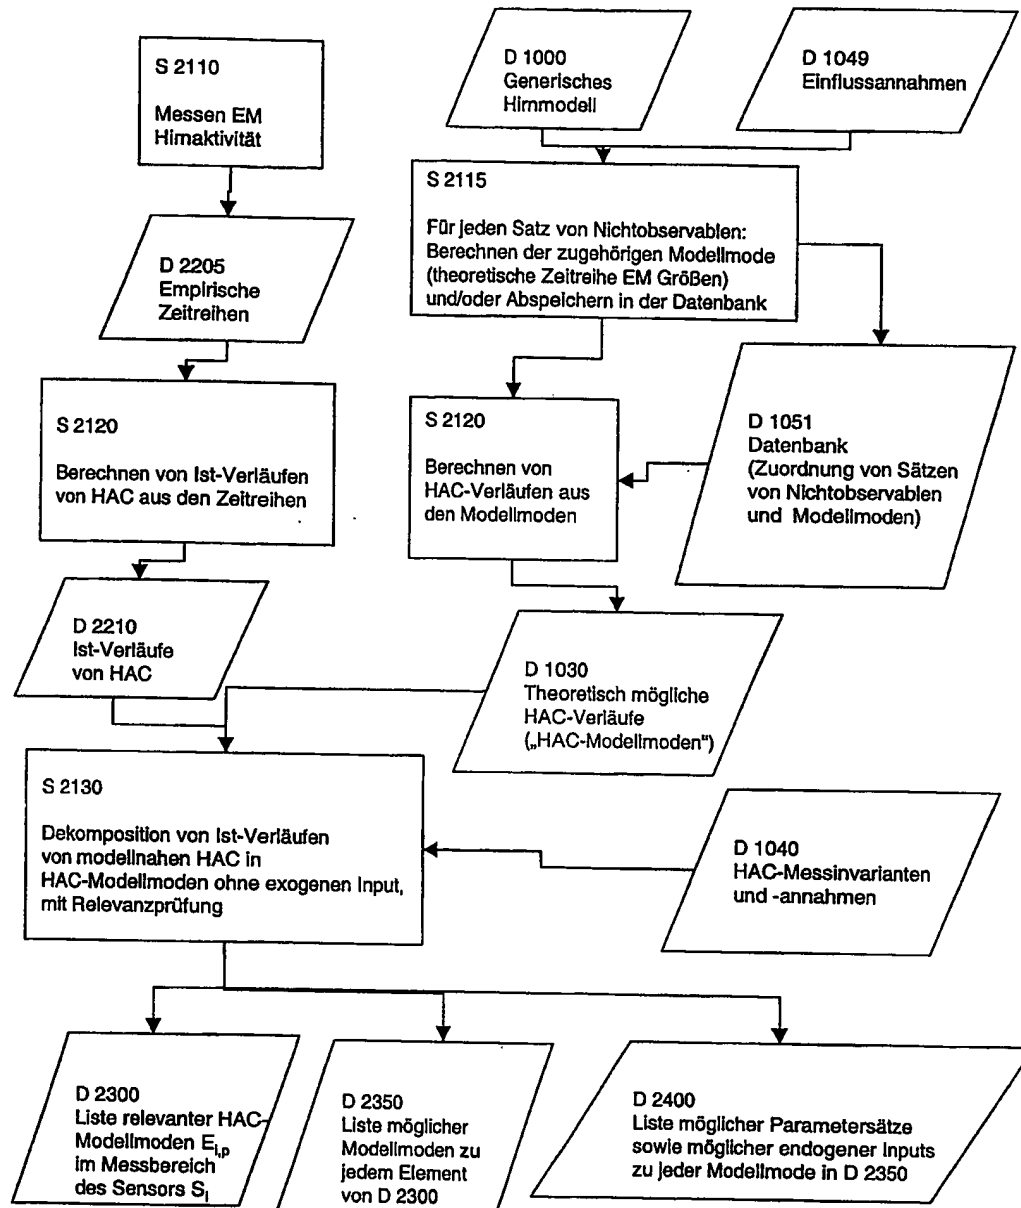 S 2110
Messen EM
Hirnaktivität
D 1000
Generisches
Hirnmodell
D 1049
Einflussannahmen
S 2115
Für jeden Satz von Nichtobservablen:
Berechnen der zugehörigen Modellmode
(theoretische Zeitreihe EM Größen)
und/oder Abspeichern in der Datenbank
D 2205
Empirische
Zeitreihen
S 2120
Berechnen von Ist-Verläufen
von HAC aus den Zeitreihen
S 2120
Berechnen von
HAC-Verläufen aus
den Modellmoden
D 1051
Datenbank
(Zuordnung von Sätzen
von Nichtobservablen
und Modellmoden)
D 2210
Ist-Verläufe
von HAC
D 1030
Theoretisch mögliche
HAC-Verläufe
(„HAC-Modellmoden")
S 2130
Dekomposition von Ist-Verläufen
von modellnahen HAC in
HAC-Modellmoden ohne exogenen Input,
mit Relevanzprüfung
D 1040
HAC-Messinvarianten
und -annahmen
D 2300
Liste relevanter HAC-
Modellmoden E_{i,p}
im Messbereich
des Sensors S_i
D 2350
Liste möglicher
Modellmoden zu
jedem Element
von D 2300
D 2400
Liste möglicher Parametersätze
sowie möglicher endogener Inputs
zu jeder Modellmode in D 2350